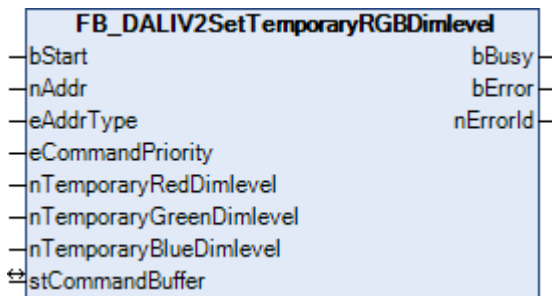 FB_DALIV2SetTemporaryRGBDimlevel
bStart bBusy
nAddr bError
eAddrType nErrorId
eCommandPriority
nTemporaryRedDimlevel
nTemporaryGreenDimlevel
nTemporaryBlueDimlevel
stCommandBuffer